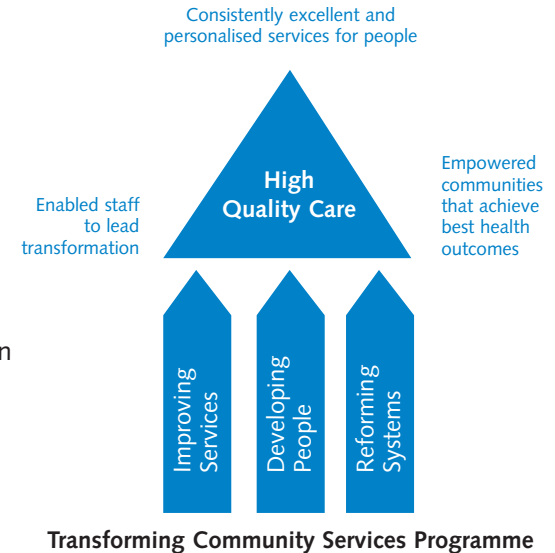 Consistently excellent and
personalised services for people
High
Quality Care
Enabled staff
to lead
transformation
Empowered
communities
that achieve
best health
outcomes
Improving
Services
Developing
People
Reforming
Systems
Transforming Community Services Programme